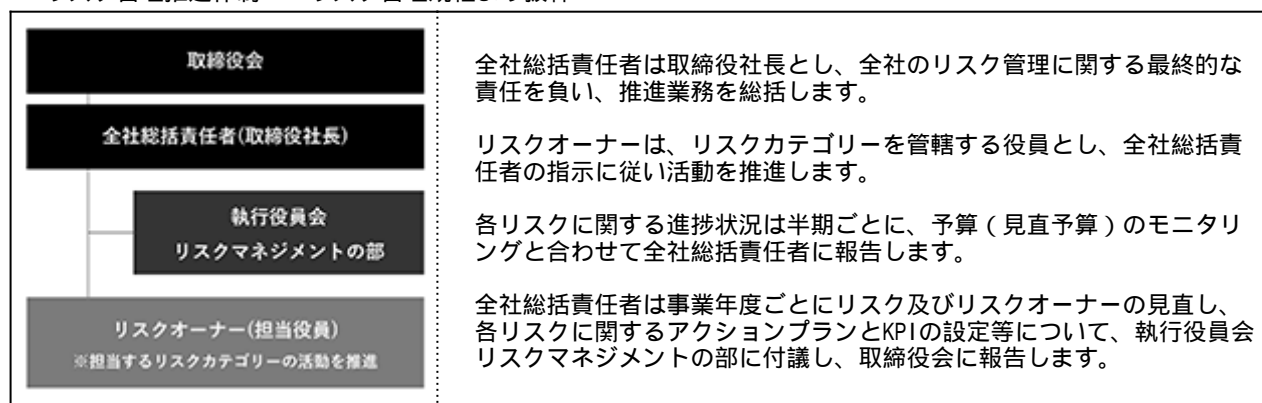 取締役会
全社総括責任者(取締役社長)
執行役員会
リスクマネジメントの部
リスクオーナー(担当役員)
※担当するリスクカテゴリーの活動を推進
全社総括責任者は取締役社長とし、全社のリスク管理に関する最終的な
責任を負い、推進業務を総括します。
リスクオーナーは、リスクカテゴリーを管轄する役員とし、全社総括責
任者の指示に従い活動を推進します。
各リスクに関する進捗状況は半期ごとに、予算(見直予算)のモニタリ
ングと合わせて全社総括責任者に報告します。
全社総括責任者は事業年度ごとにリスク及びリスクオーナーの見直し、
各リスクに関するアクションプランとKPIの設定等について、執行役員会
リスクマネジメントの部に付議し、取締役会に報告します。